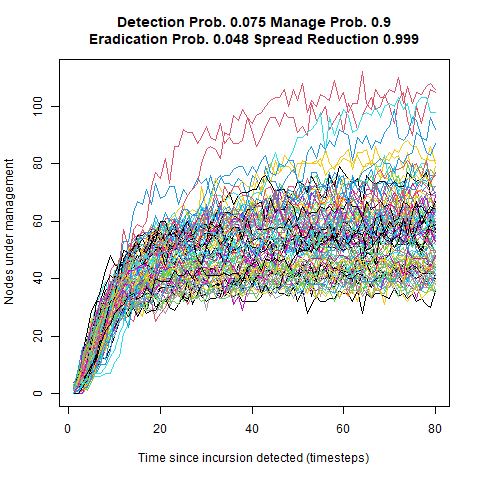 Detection Prob. 0.075 Manage Prob. 0.9
Eradication Prob. 0.048 Spread Reduction 0.999
Nodes under management
100
80
60
40
20
0
0 20 40 60 80
Time since incursion detected (timesteps)